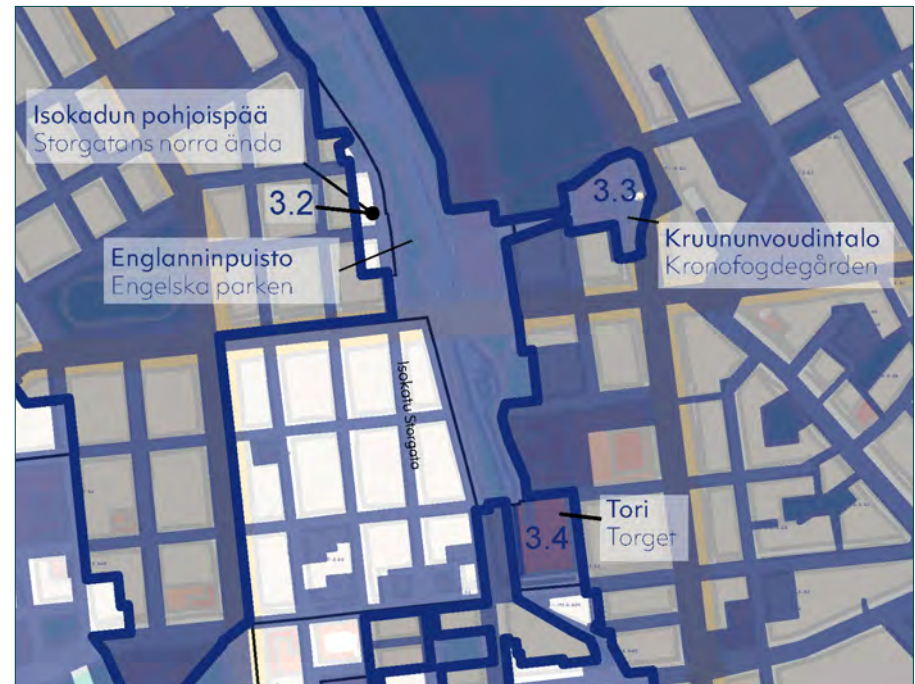 Isokadun pohjoispää
Storgatans norra ända
3.2
3.3
Englanninpuisto
Engelska parken
Kruununvoudintalo
Kronofogdegården
Isokatu Storgata
Tori
Torget
3.4